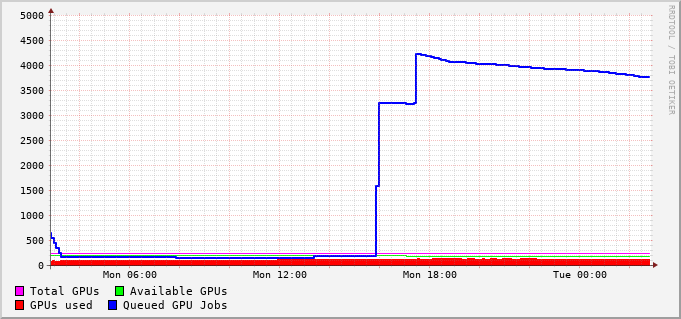 5000
4500
4000
3500
3000
2500
2000
1500
1000
500
0
Mon 06:00 Mon 12:00 Mon 18:00 Tue 00:00
Total GPUs Available GPUs
GPUs used Queued GPU Jobs
RRDTOOL / TOBI OETIKER